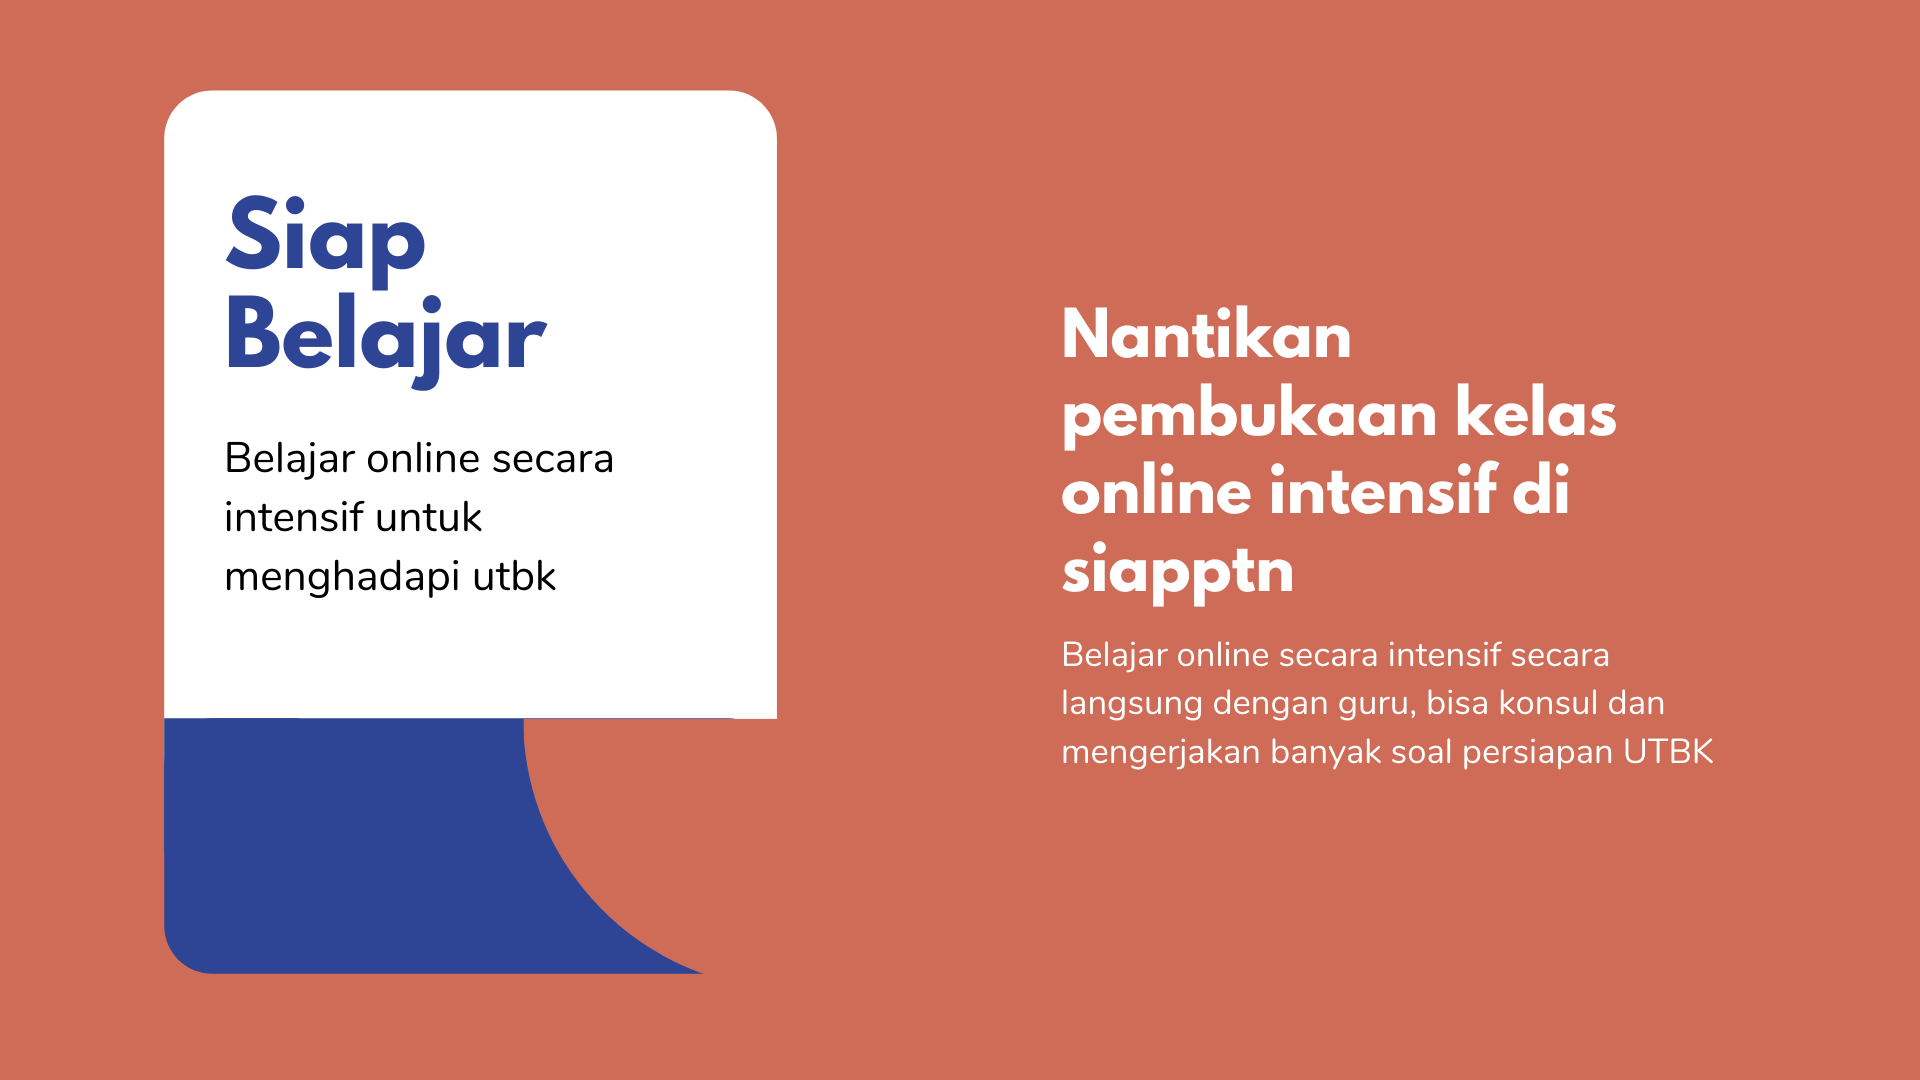 Siap
Belajar
Belajar online secara
intensif untuk
menghadapi utbk
Nantikan
pembukaan kelas
online intensif di
siapptn
Belajar online secara intensif secara
langsung dengan guru, bisa konsul dan
mengerjakan banyak soal persiapan UTBK